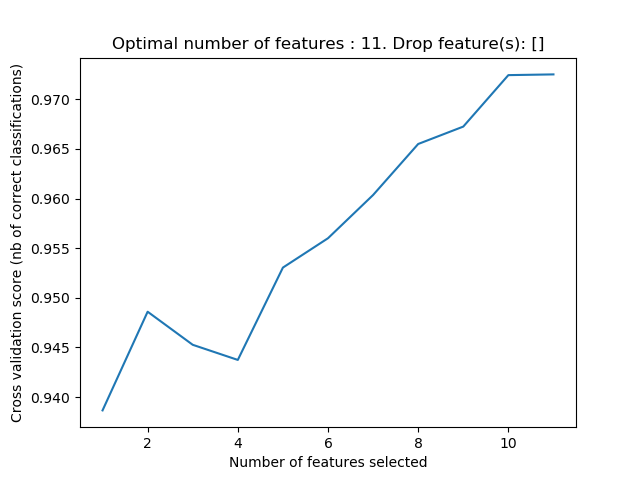 Optimal number of features : 11. Drop feature(s): []
Cross validation score (nb of correct classifications)
0.970
0.965
0.960
0.955
0.950
0.945
0.940
2 4 6 8 10
Number of features selected